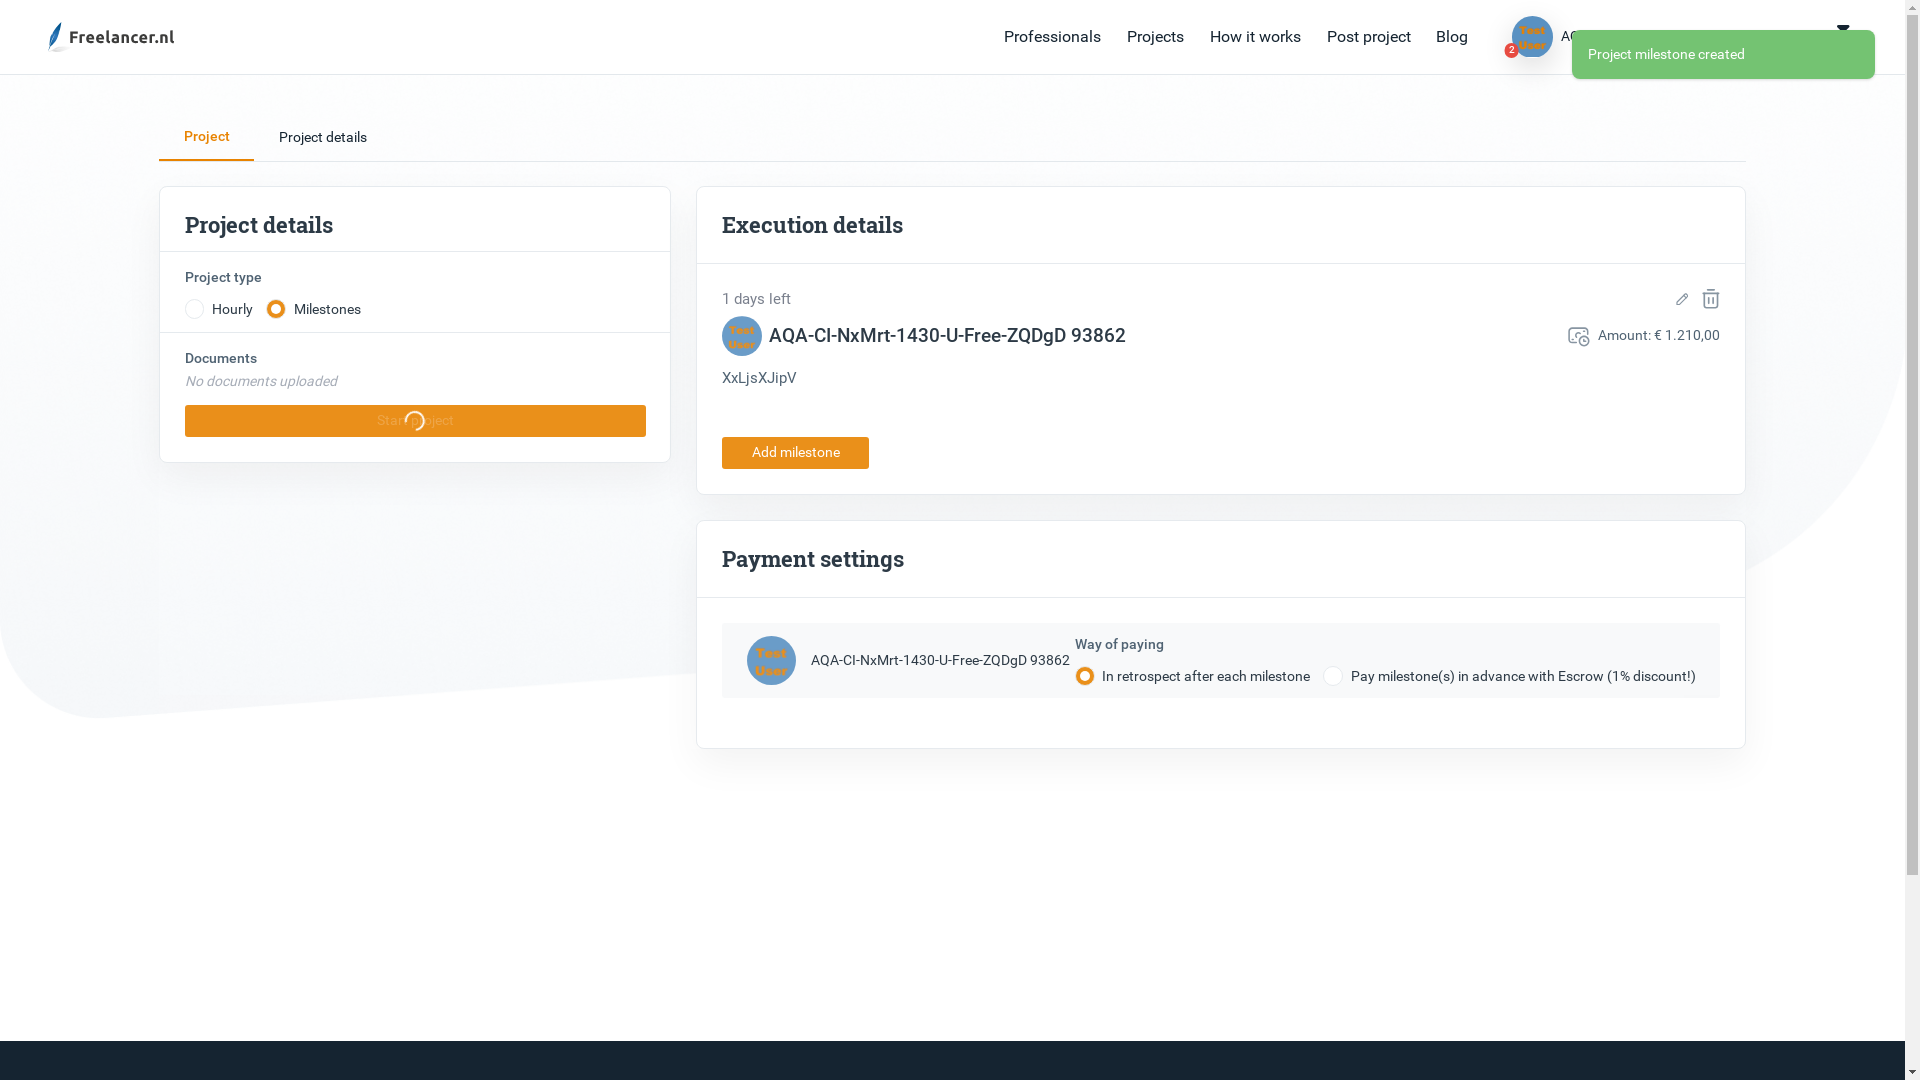 Freelancer.nl
Professionals
Projects
How it works
Post project
Blog
Test
User
2
Project milestone created
Project
Project details
Project details
Project type
Hourly
Milestones
Documents
No documents uploaded
Start project
Execution details
1 days left
Test
User
AQA-CI-NxMrt-1430-U-Free-ZQDgD 93862
Amount: € 1.210,00
XxLjsXJipV
Add milestone
Payment settings
Test
User
AQA-CI-NxMrt-1430-U-Free-ZQDgD 93862
Way of paying
In retrospect after each milestone
Pay milestone(s) in advance with Escrow (1% discount!)